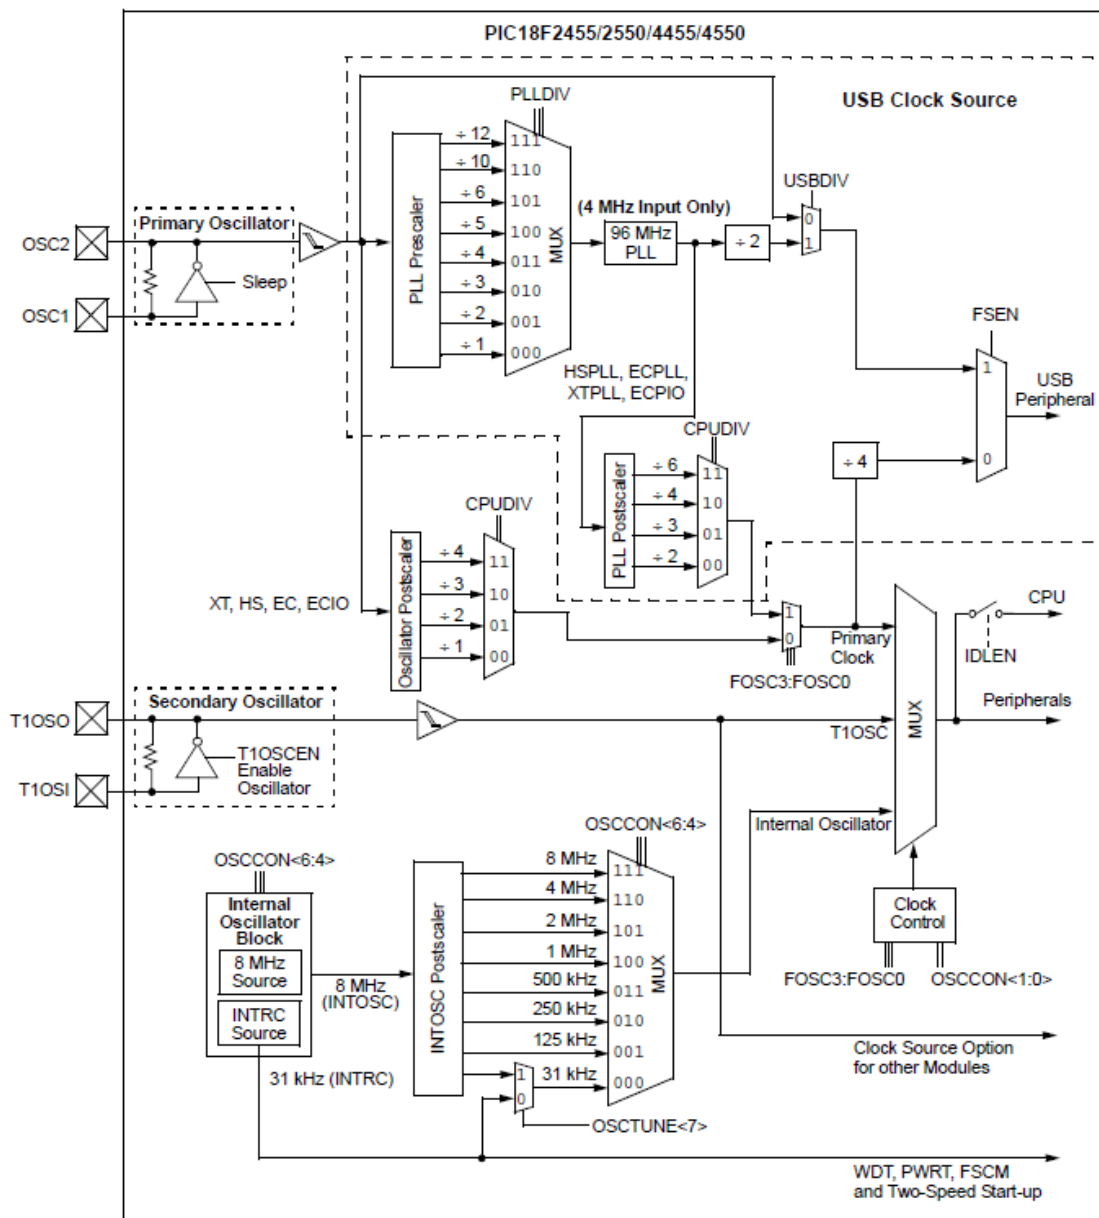 PIC18F2455/2550/4455/4550
USB Clock Source
PLLDIV
PLL Prescaler
÷ 12
÷ 10
÷ 6
÷ 5
÷ 4
÷ 3
÷ 2
÷ 1
111
110
101
100
011
010
001
000
MUX
(4 MHz Input Only)
96 MHz
PLL
÷ 2
USBDIV
0
1
Primary Oscillator
OSC2
OSC1
Sleep
HSPLL, ECPLL,
XTPLL, ECPIO
FSEN
1
0
USB
Peripheral
÷ 4
CPUDIV
PLL Postscaler
÷ 6
÷ 4
÷ 3
÷ 2
11
10
01
00
CPUDIV
XT, HS, EC, ECIO
Oscillator Postscaler
÷ 4
÷ 3
÷ 2
÷ 1
11
10
01
00
1
0
FOSC3:FOSC0
Primary
Clock
CPU
IDLEN
Peripherals
MUX
Secondary Oscillator
T1OSO
T1OSI
T1OSCEN
Enable
Oscillator
T1OSC
Internal Oscillator
OSCCON<6:4>
Internal
Oscillator
Block
8 MHz
Source
INTRC
Source
8 MHz
(INTOSC)
31 kHz (INTRC)
INTOSC Postscaler
OSCCON<6:4>
8 MHz
4 MHz
2 MHz
1 MHz
500 kHz
250 kHz
125 kHz
31 kHz
111
110
101
100
011
010
001
000
MUX
1
0
OSCTUNE<7>
Clock
Control
FOSC3:FOSC0
OSCCON<1:0>
Clock Source Option
for other Modules
WDT, PWRT, FSCM
and Two-Speed Start-up